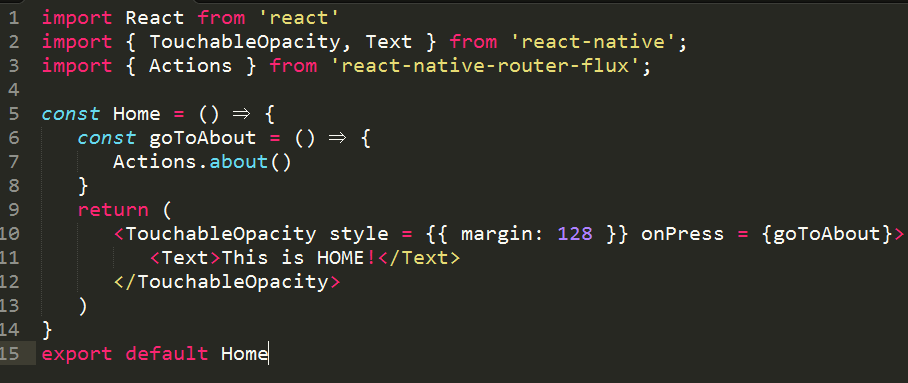 1 import React from 'react'
2 import { TouchableOpacity, Text } from 'react-native';
3 import { Actions } from 'react-native-router-flux';
4
5 const Home = () => {
6    const goToAbout = () => {
7       Actions.about()
8    }
9    return (
10       <TouchableOpacity style = {{ margin: 128 }} onPress = {goToAbout}>
11          <Text>This is HOME!</Text>
12       </TouchableOpacity>
13    )
14 }
15 export default Home